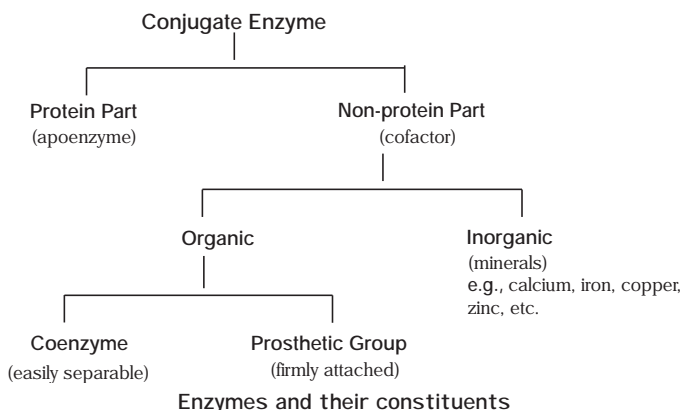 Conjugate Enzyme
Protein Part
(apoenzyme)
Non-protein Part
(cofactor)
Organic
Inorganic
(minerals)
e.g., calcium, iron, copper,
zinc, etc.
Coenzyme
(easily separable)
Prosthetic Group
(firmly attached)
Enzymes and their constituents